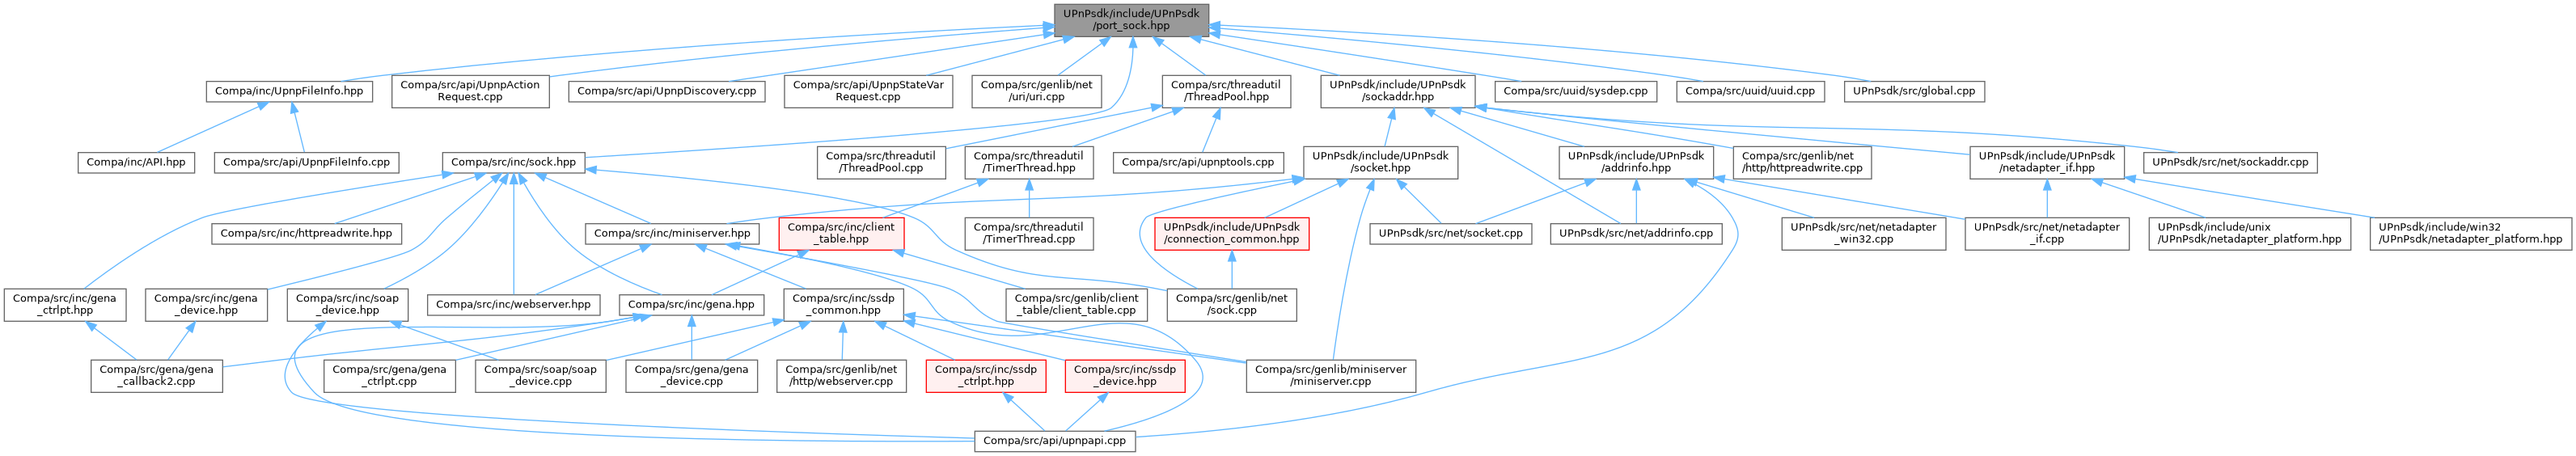 UPnPsdk/include/UPnPsdk
/port_sock.hpp
Compa/inc/UpnpFileInfo.hpp
Compa/src/api/UpnpAction
Request.cpp
Compa/src/api/UpnpDiscovery.cpp
Compa/src/api/UpnpStateVar
Request.cpp
Compa/src/genlib/net
/uri/uri.cpp
Compa/src/threadutil
/ThreadPool.hpp
UPnPsdk/include/UPnPsdk
/sockaddr.hpp
Compa/src/uuid/sysdep.cpp
Compa/src/uuid/uuid.cpp
UPnPsdk/src/global.cpp
Compa/inc/API.hpp
Compa/src/api/UpnpFileInfo.cpp
Compa/src/inc/sock.hpp
Compa/src/threadutil
/ThreadPool.cpp
Compa/src/threadutil
/TimerThread.hpp
Compa/src/api/upnptools.cpp
UPnPsdk/include/UPnPsdk
/socket.hpp
UPnPsdk/include/UPnPsdk
/addrinfo.hpp
Compa/src/genlib/net
/http/httpreadwrite.cpp
UPnPsdk/include/UPnPsdk
/netadapter_if.hpp
UPnPsdk/src/net/sockaddr.cpp
Compa/src/inc/httpreadwrite.hpp
Compa/src/inc/miniserver.hpp
Compa/src/inc/client
_table.hpp
Compa/src/threadutil
/TimerThread.cpp
UPnPsdk/include/UPnPsdk
/connection_common.hpp
UPnPsdk/src/net/socket.cpp
UPnPsdk/src/net/addrinfo.cpp
UPnPsdk/src/net/netadapter
_win32.cpp
UPnPsdk/src/net/netadapter
_if.cpp
UPnPsdk/include/unix
/UPnPsdk/netadapter_platform.hpp
UPnPsdk/include/win32
/UPnPsdk/netadapter_platform.hpp
Compa/src/inc/gena
_ctrlpt.hpp
Compa/src/inc/gena
_device.hpp
Compa/src/inc/soap
_device.hpp
Compa/src/inc/webserver.hpp
Compa/src/inc/gena.hpp
Compa/src/inc/ssdp
_common.hpp
Compa/src/genlib/client
_table/client_table.cpp
Compa/src/genlib/net
/sock.cpp
Compa/src/gena/gena
_callback2.cpp
Compa/src/gena/gena
_ctrlpt.cpp
Compa/src/soap/soap
_device.cpp
Compa/src/gena/gena
_device.cpp
Compa/src/genlib/net
/http/webserver.cpp
Compa/src/inc/ssdp
_ctrlpt.hpp
Compa/src/inc/ssdp
_device.hpp
Compa/src/genlib/miniserver
/miniserver.cpp
Compa/src/api/upnpapi.cpp